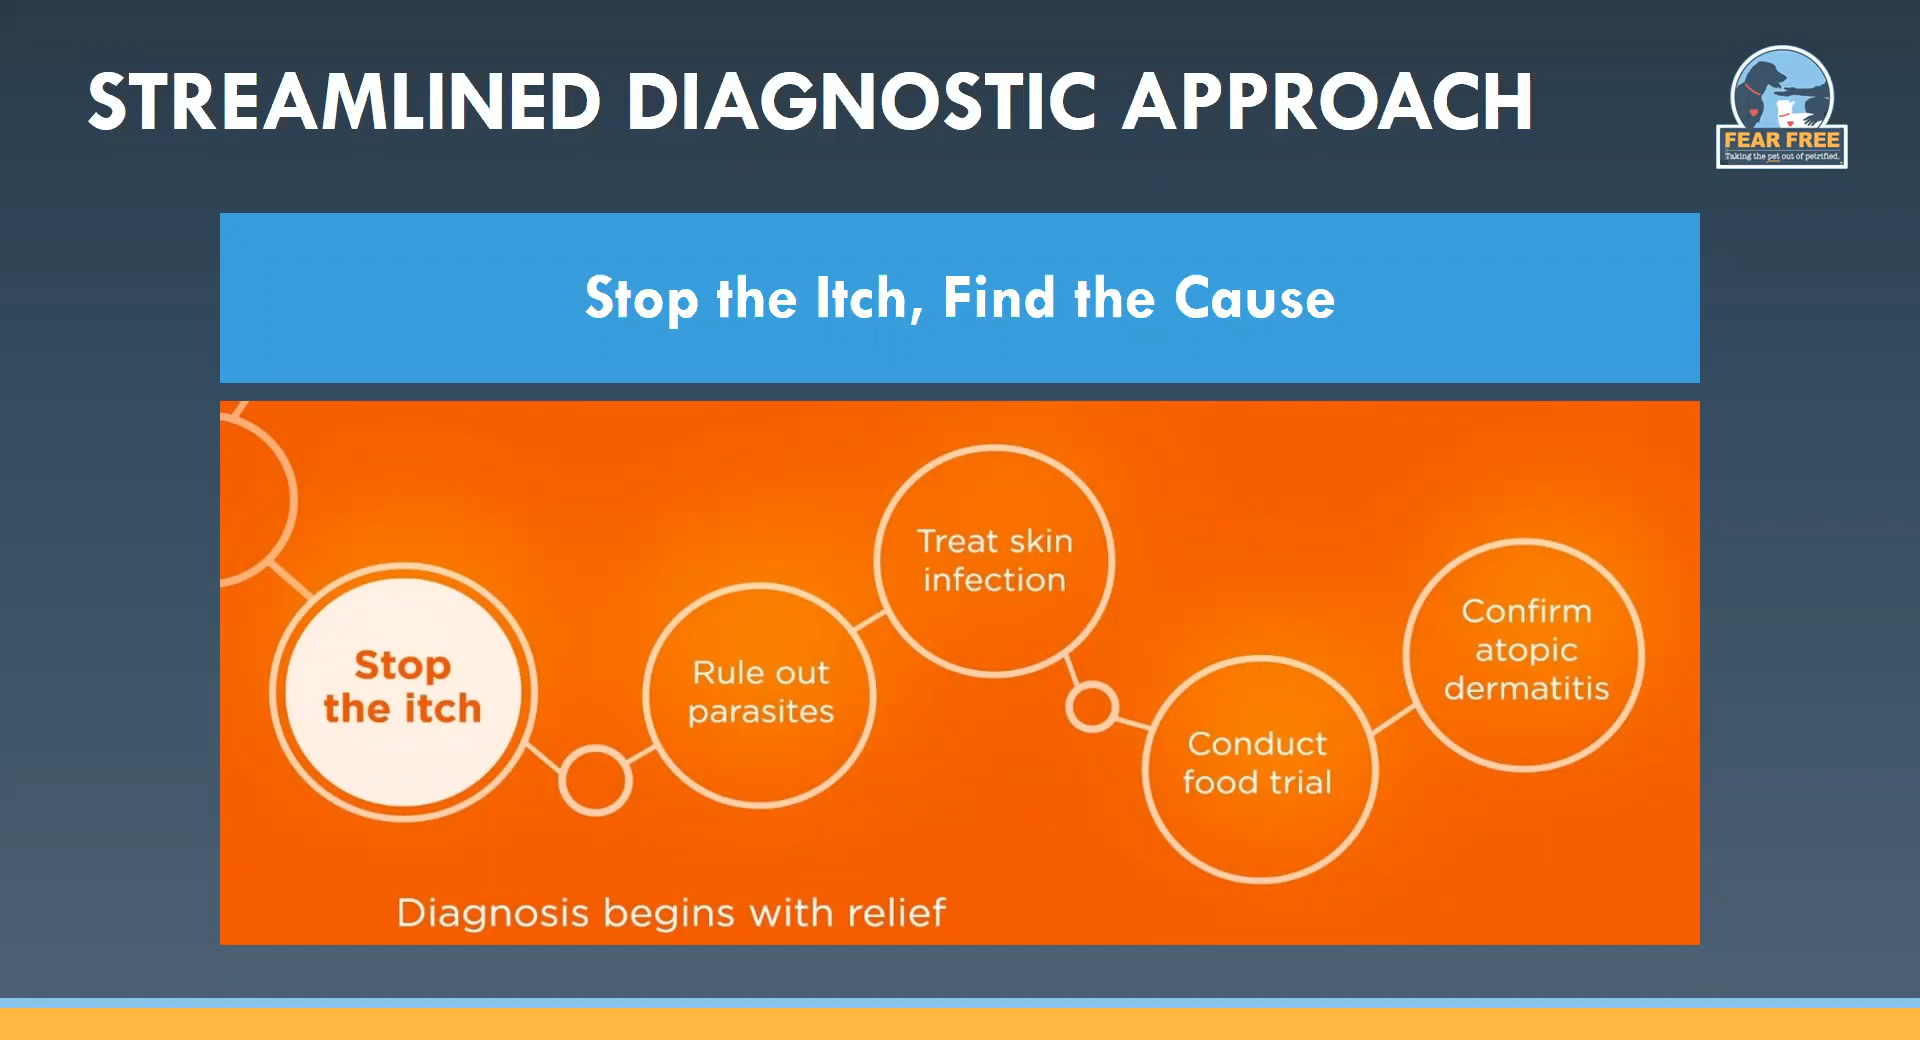 STREAMLINED DIAGNOSTIC APPROACH
FEAR FREE
Taking the pet out of petrified.
Stop the Itch, Find the Cause
Stop
the itch
Rule out
parasites
Treat skin
infection
Conduct
food trial
Confirm
atopic
dermatitis
Diagnosis begins with relief